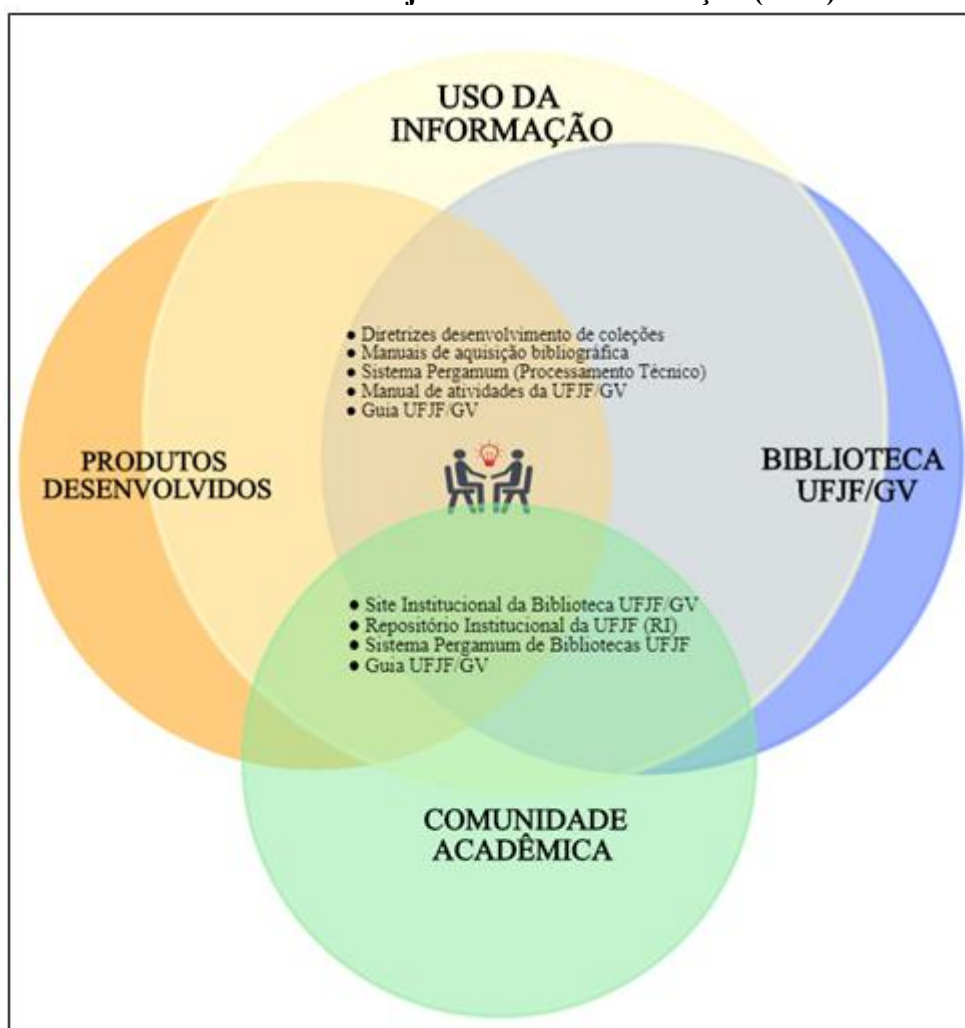 USO DA
INFORMAÇÃO
● Diretrizes desenvolvimento de coleções
● Manuais de aquisição bibliográfica
● Sistema Pergamum (Processamento Técnico)
● Manual de atividades da UFJF/GV
● Guia UFJF/GV
PRODUTOS
DESENVOLVIDOS
BIBLIOTECA
UFJF/GV
● Site Institucional da Biblioteca UFJF/GV
● Repositório Institucional da UFJF (RI)
● Sistema Pergamum de Bibliotecas UFJF
● Guia UFJF/GV
COMUNIDADE
ACADÊMICA